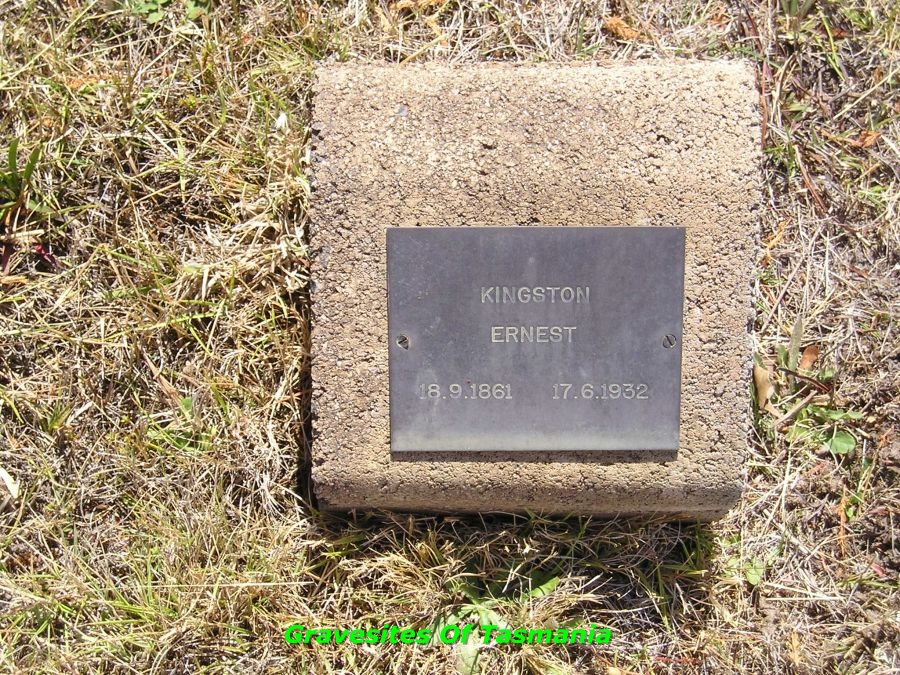 KINGSTON
ERNEST
18.9.1861 17.6.1932
Gravesites Of Tasmania